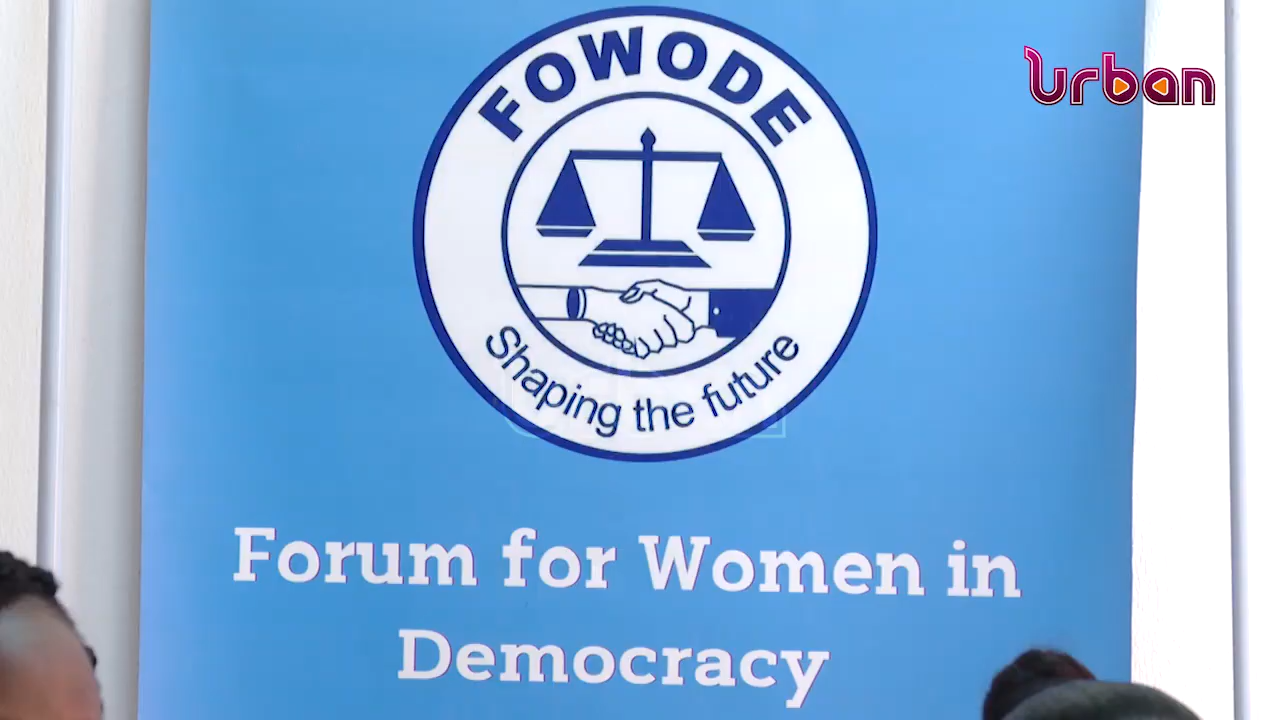 urban
FOWODE
Shaping the future
Forum for Women in
Democracy